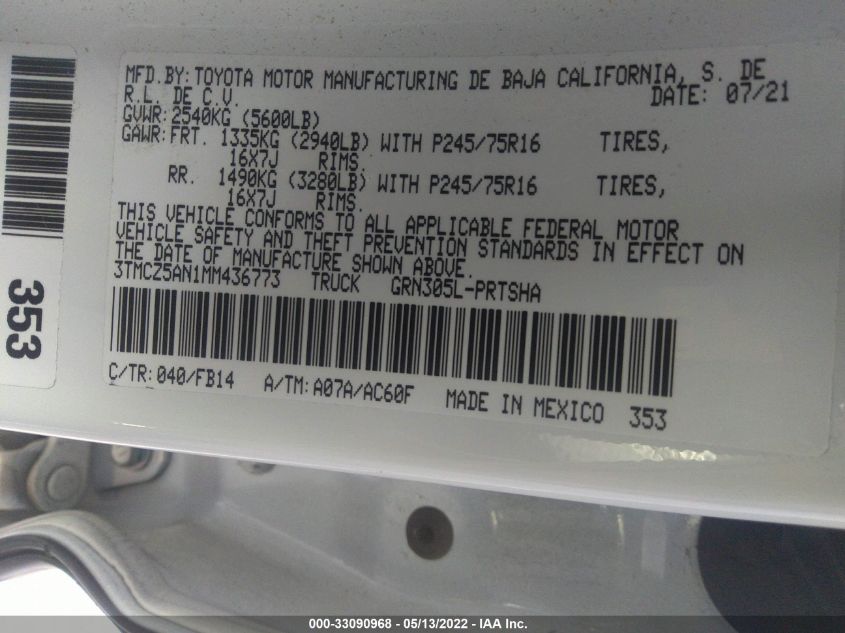 MFD.BY:TOYOTA MOTOR MANUFACTURING DE BAJA CALIFORNIA, S. DE
R.L. DE C.V. DATE: 07/21
GVWR:2540KG (5600LB)
GAWR:FRT. 1335KG (2940LB) WITH P245/75R16 TIRES,
16X7J RIMS.
RR. 1490KG (3280LB) WITH P245/75R16 TIRES,
16X7J RIMS.
THIS VEHICLE CONFORMS TO ALL APPLICABLE FEDERAL MOTOR
VEHICLE SAFETY AND THEFT PREVENTION STANDARDS IN EFFECT ON
THE DATE OF MANUFACTURE SHOWN ABOVE.
3TMCZ5AN1MM436773 TRUCK GRN305L-PRTSHA
C/TR:040/FB14 A/TM:A07A/AC60F MADE IN MEXICO 353
353
000-33090968 - 05/13/2022 - IAA Inc.